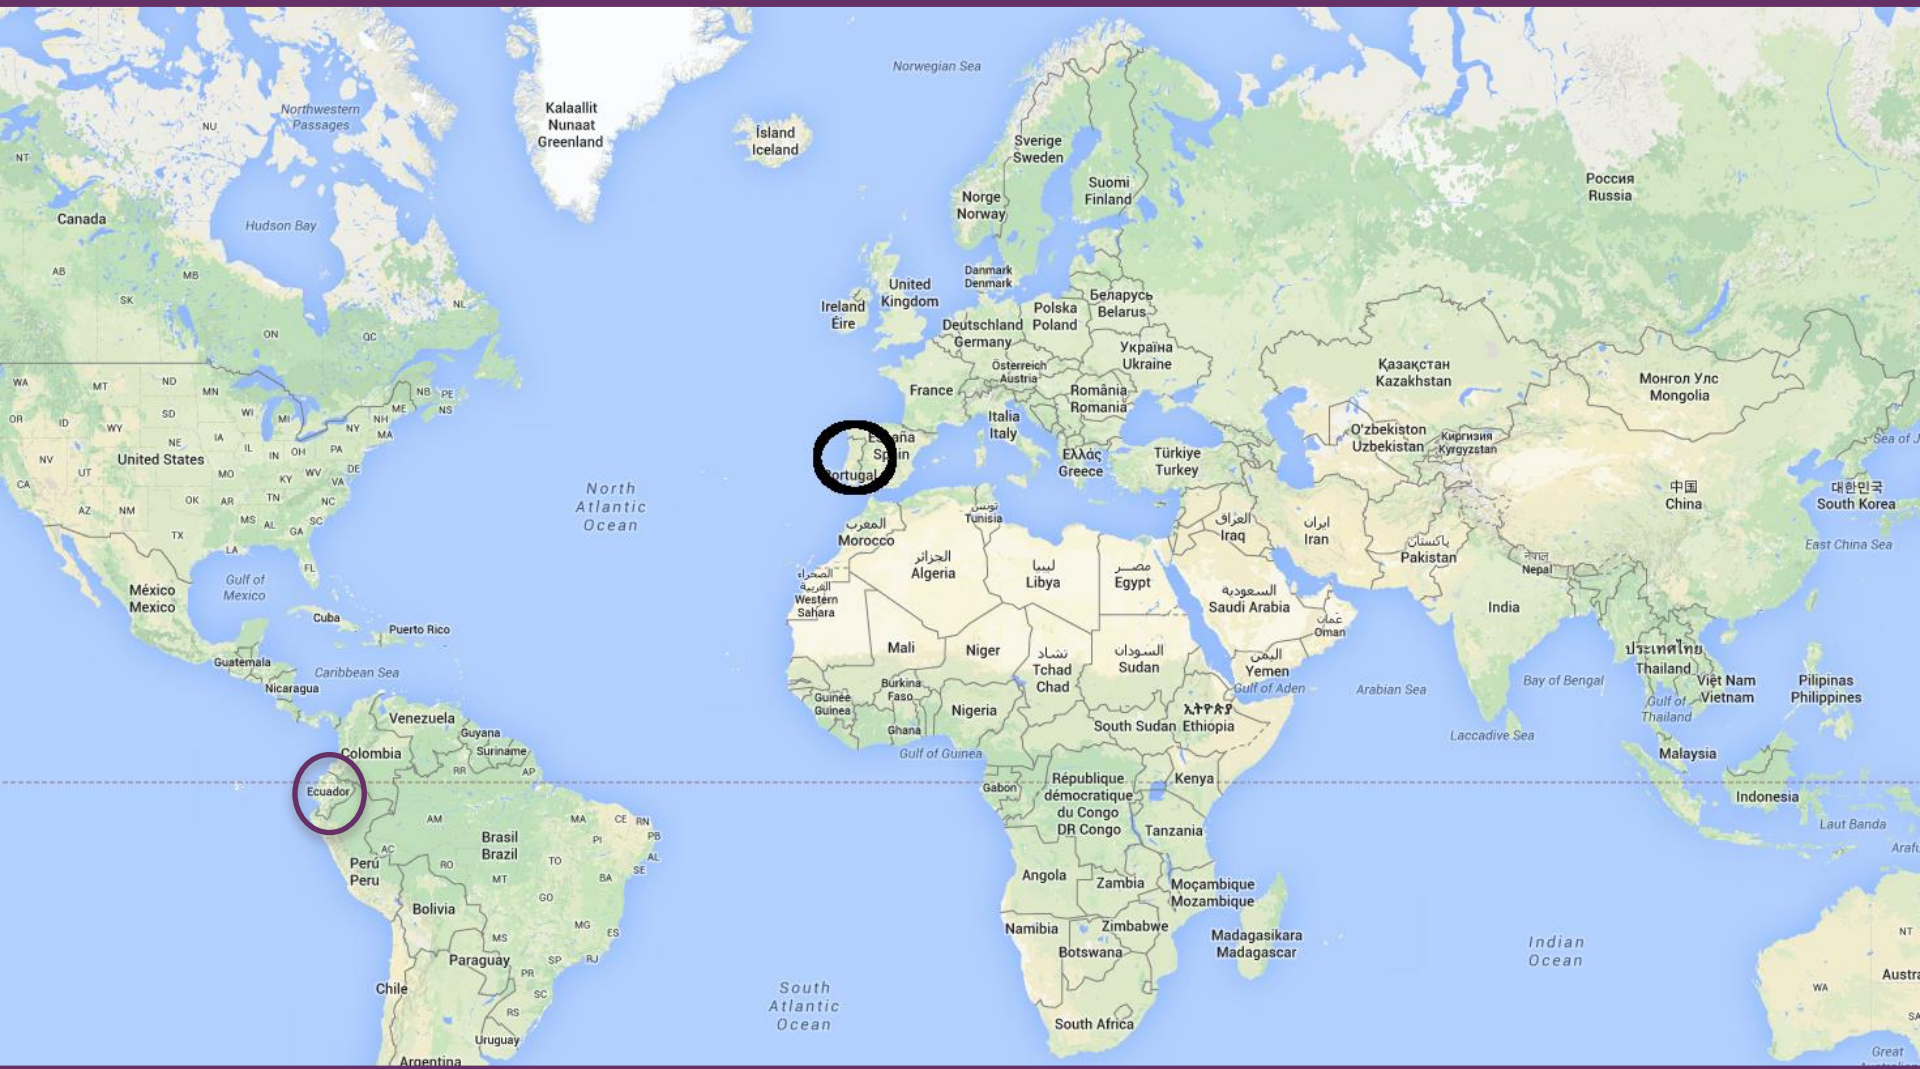 Norwegian Sea
Kalaallit
Nunaat
Greenland
Northwestern
Passages
NU
NT
Ísland
Iceland
Sverige
Sweden
Suomi
Finland
Norge
Norway
Россия
Russia
Canada
Hudson Bay
AB
SK
MB
ON
QC
NL
Danmark
Denmark
United
Kingdom
Ireland
Éire
Polska
Poland
Беларусь
Belarus
Deutschland
Germany
Україна
Ukraine
Österreich
Austria
France
România
Romania
Italia
Italy
Қазақстан
Kazakhstan
Монгол Улс
Mongolia
WA
MT
ND
MN
NB
PE
NS
ME
OR
ID
WY
SD
WI
MI
NH
NY
MA
NE
IA
IL
IN
OH
PA
United States
NV
UT
MO
KY
WV
VA
DE
CA
OK
AR
TN
NC
AZ
NM
MS
AL
GA
SC
TX
LA
FL
España
Spain
Portugal
Ελλάς
Greece
Türkiye
Turkey
O'zbekiston
Uzbekistan
Киргизия
Kyrgyzstan
Sea of J
中国
China
대한민국
South Korea
East China Sea
North
Atlantic
Ocean
تونس
Tunisia
المغرب
Morocco
الجزائر
Algeria
ليبيا
Libya
مصر
Egypt
العراق
Iraq
ایران
Iran
پاکستان
Pakistan
नेपाल
Nepal
India
الصحراء
الغربية
Western
Sahara
السعودية
Saudi Arabia
عمان
Oman
México
Mexico
Gulf of
Mexico
Cuba
Puerto Rico
Guatemala
Caribbean Sea
Nicaragua
Mali
Niger
تشاد
Tchad
Chad
السودان
Sudan
اليمن
Yemen
Gulf of Aden
Arabian Sea
Bay of Bengal
ประเทศไทย
Thailand
Việt Nam
Vietnam
Gulf of
Thailand
Pilipinas
Philippines
Guinée
Guinea
Burkina
Faso
Ghana
Nigeria
South Sudan
ኢትዮጵያ
Ethiopia
Laccadive Sea
Malaysia
Venezuela
Guyana
Suriname
Colombia
Gulf of Guinea
RR
AP
Ecuador
Gabon
République
démocratique
du Congo
DR Congo
Kenya
Tanzania
Indonesia
Laut Banda
Araf
AM
MA
CE
RN
PB
PI
AL
SE
Brasil
Brazil
AC
RO
TO
BA
MT
GO
Perú
Peru
Bolivia
MG
ES
MS
SP
RJ
Paraguay
PR
SC
RS
Chile
Uruguay
Argentina
Angola
Zambia
Moçambique
Mozambique
Namibia
Zimbabwe
Botswana
Madagasikara
Madagascar
South Africa
South
Atlantic
Ocean
Indian
Ocean
NT
Austra
WA
SA
Great